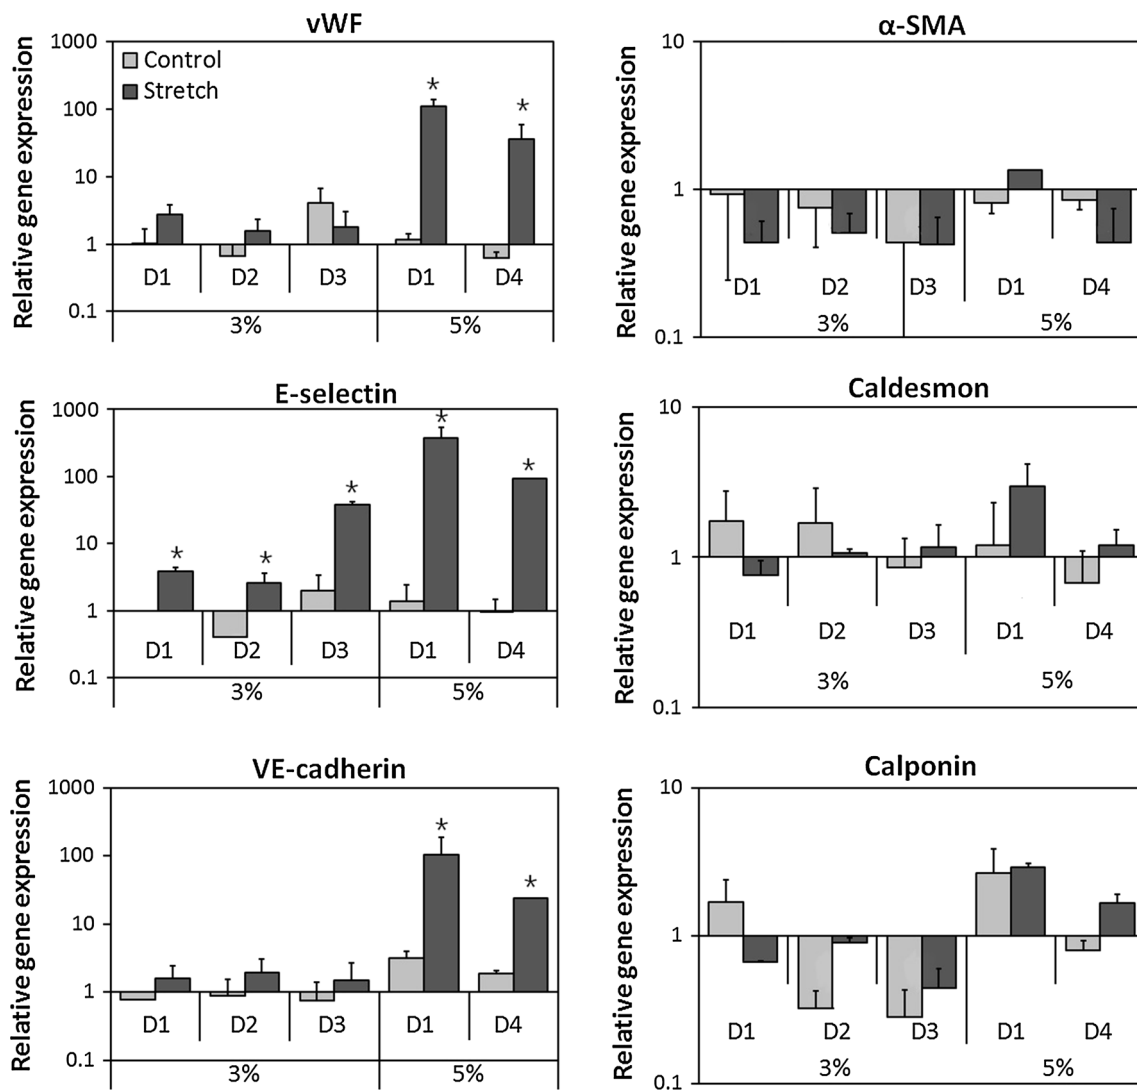 vWF
Relative gene expression
1000
100
10
1
0.1
Control
Stretch
*
*
D1 D2 D3 D1 D4
3% 5%
α-SMA
Relative gene expression
10
1
0.1
D1 D2 D3 D1 D4
3% 5%
E-selectin
Relative gene expression
1000
100
10
1
0.1
*
*
*
*
*
D1 D2 D3 D1 D4
3% 5%
Caldesmon
Relative gene expression
10
1
0.1
D1 D2 D3 D1 D4
3% 5%
VE-cadherin
Relative gene expression
1000
100
10
1
0.1
*
*
D1 D2 D3 D1 D4
3% 5%
Calponin
Relative gene expression
10
1
0.1
D1 D2 D3 D1 D4
3% 5%